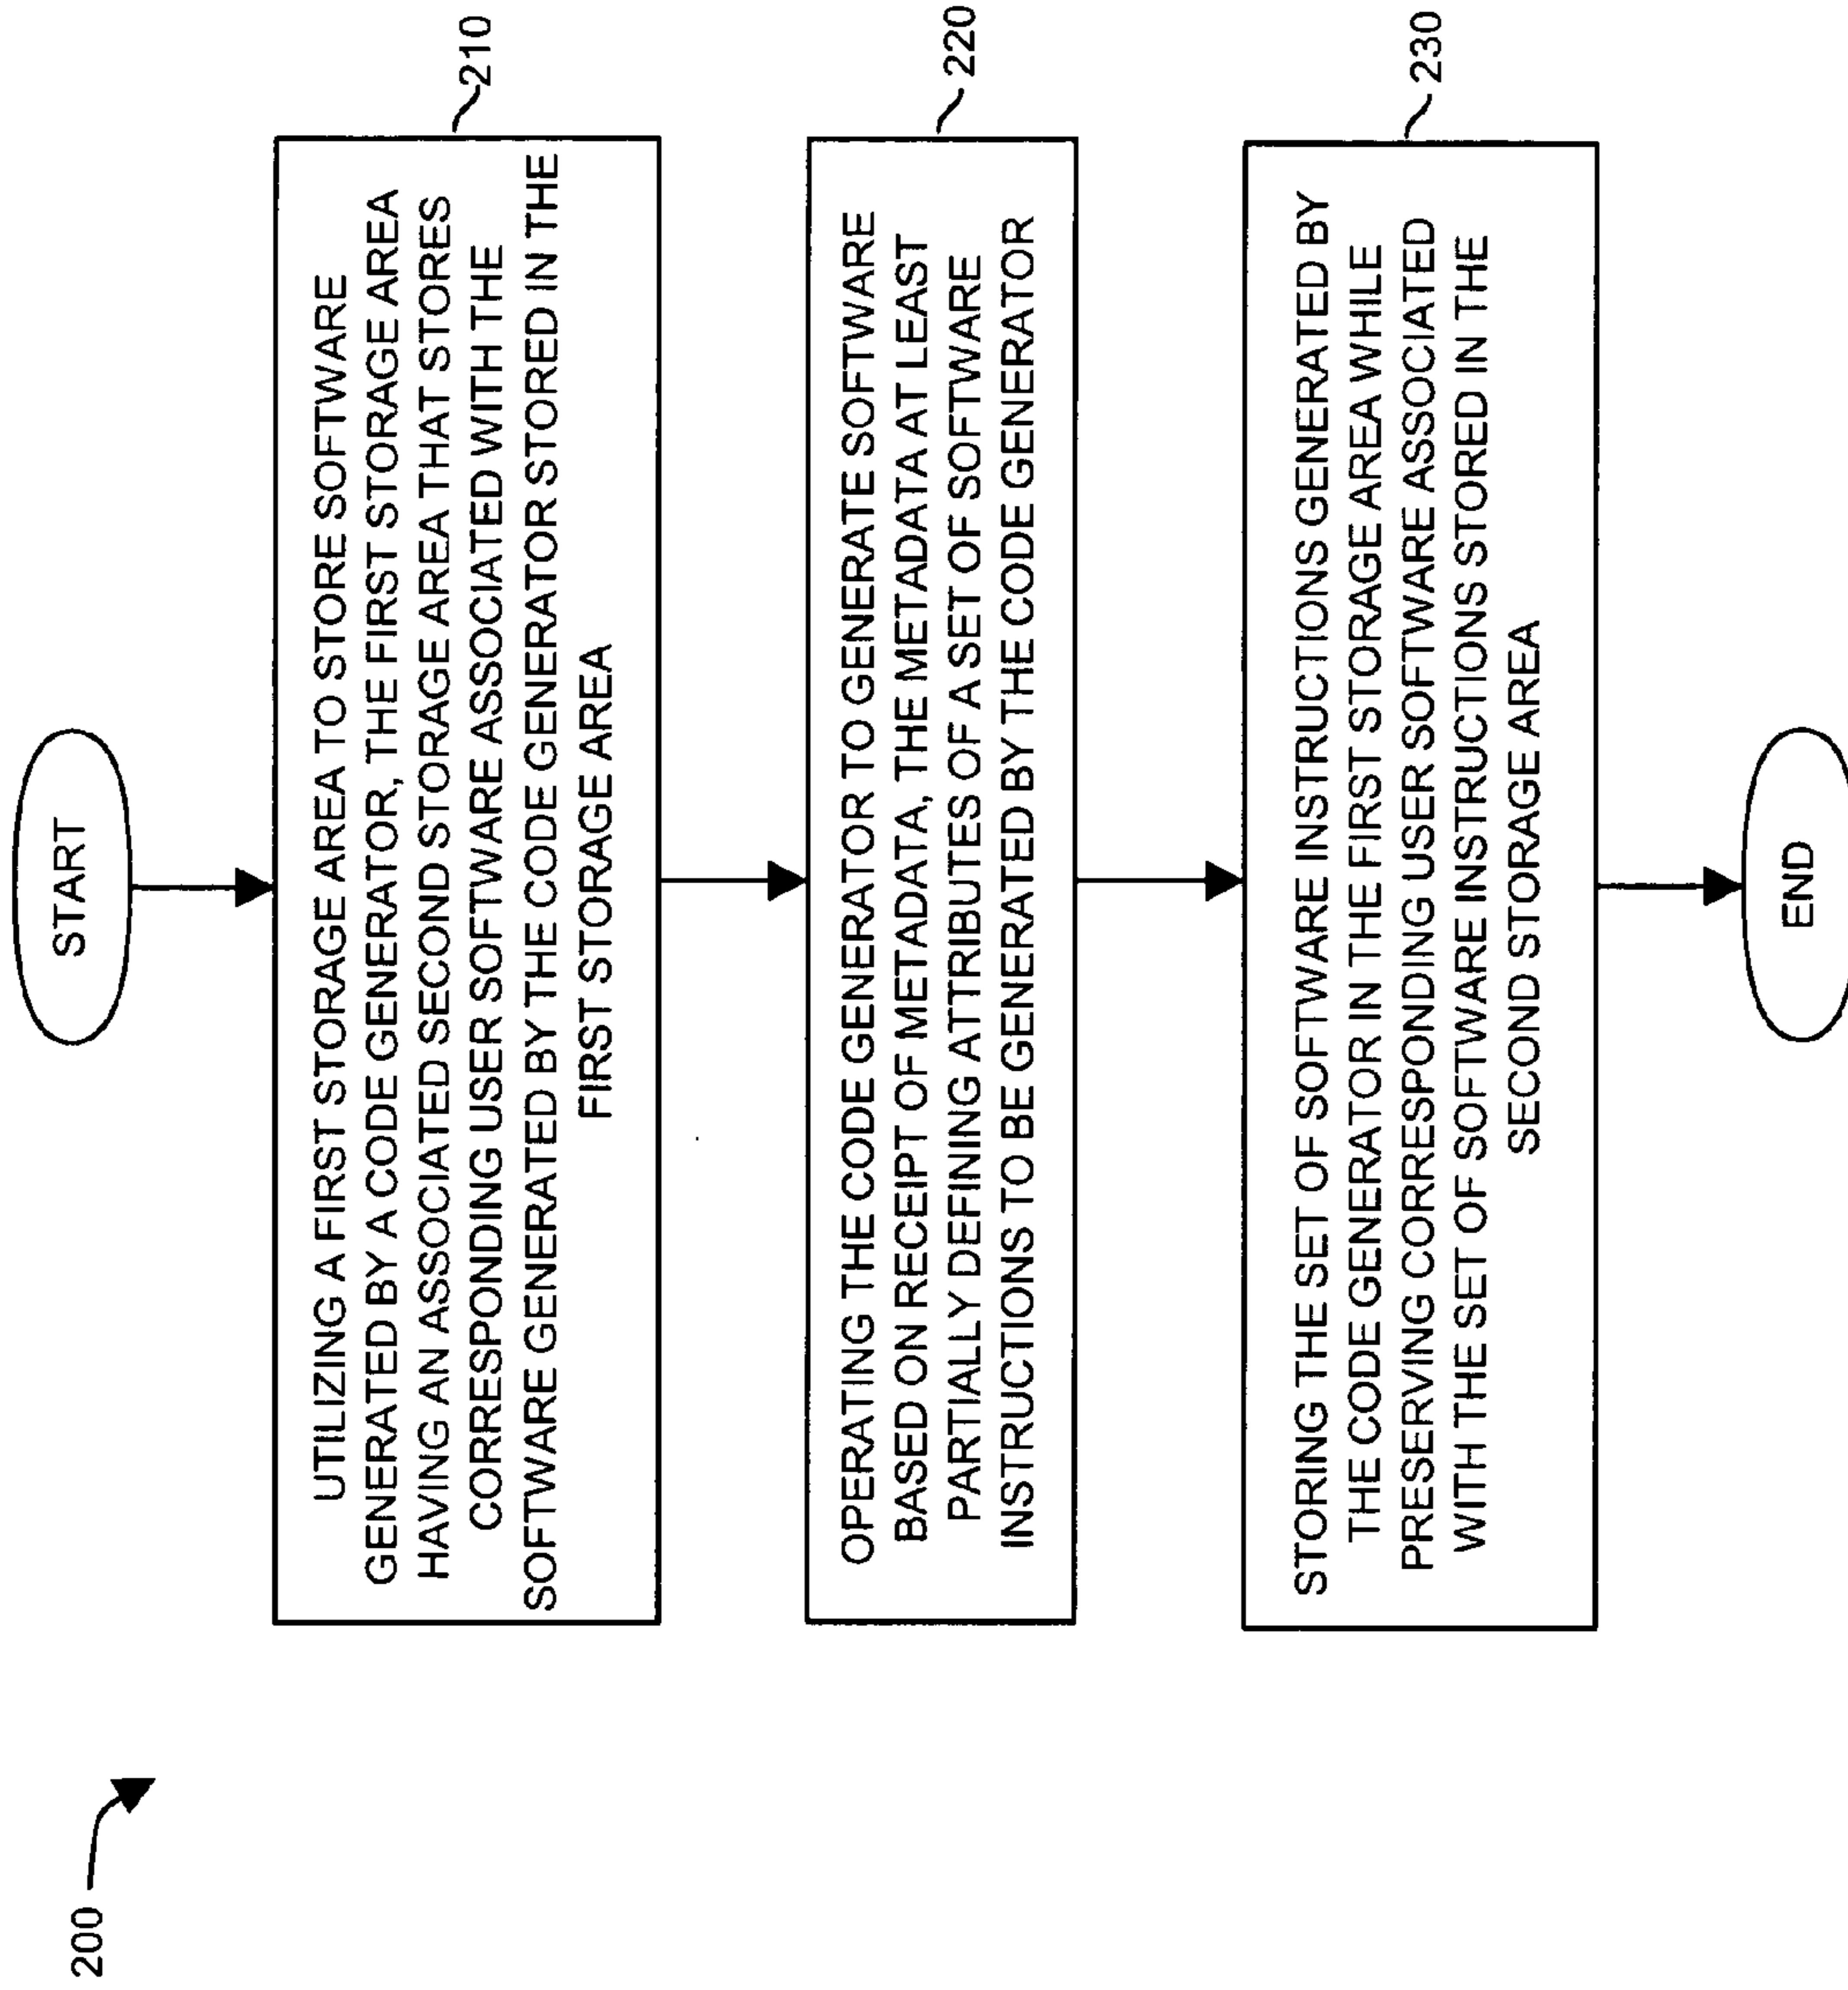 200
START
UTILIZING A FIRST STORAGE AREA TO STORE SOFTWARE
GENERATED BY A CODE GENERATOR, THE FIRST STORAGE AREA
HAVING AN ASSOCIATED SECOND STORAGE AREA THAT STORES
CORRESPONDING USER SOFTWARE ASSOCIATED WITH THE
SOFTWARE GENERATED BY THE CODE GENERATOR STORED IN THE
FIRST STORAGE AREA
210
OPERATING THE CODE GENERATOR TO GENERATE SOFTWARE
BASED ON RECEIPT OF METADATA, THE METADATA AT LEAST
PARTIALLY DEFINING ATTRIBUTES OF A SET OF SOFTWARE
INSTRUCTIONS TO BE GENERATED BY THE CODE GENERATOR
220
STORING THE SET OF SOFTWARE INSTRUCTIONS GENERATED BY
THE CODE GENERATOR IN THE FIRST STORAGE AREA WHILE
PRESERVING CORRESPONDING USER SOFTWARE ASSOCIATED
WITH THE SET OF SOFTWARE INSTRUCTIONS STORED IN THE
SECOND STORAGE AREA
230
END